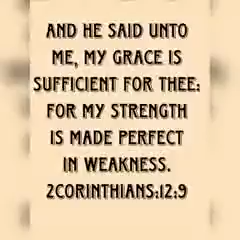 AND HE SAID UNTO
ME, MY GRACE IS
SUFFICIENT FOR THEE:
FOR MY STRENGTH
IS MADE PERFECT
IN WEAKNESS.
2CORINTHIANS:12:9